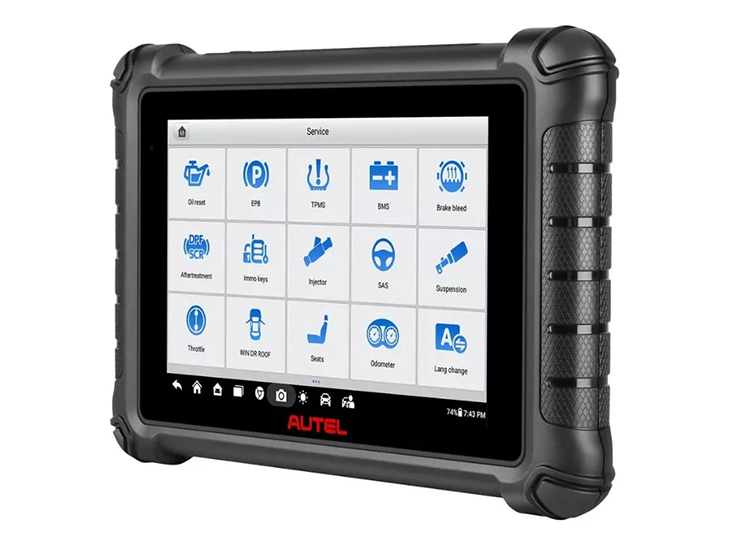 Service
Oil reset
EPB
TPMS
BMS
Brake bleed
DPF
SCR
Aftertreatment
Immo keys
Injector
SAS
Suspension
Throttle
WIN DR ROOF
Seats
Odometer
A
Lang change
74% 7:43 PM
AUTEL